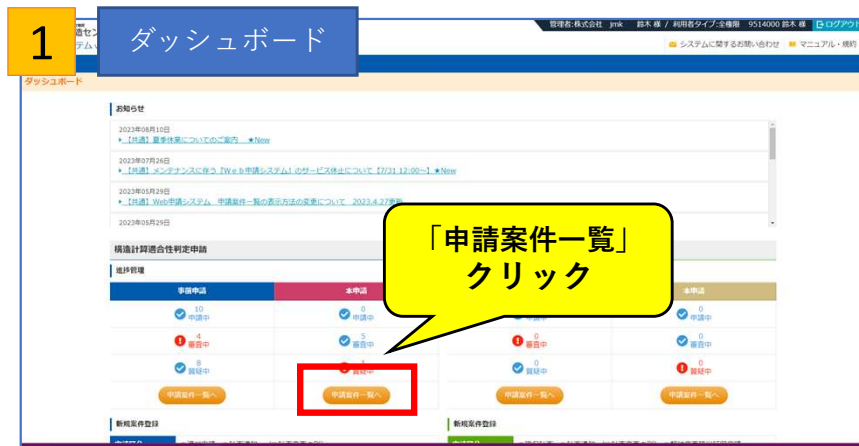 1
ダッシュボード
管理者:株式会社 jmk 鈴木 様 / 利用者タイプ:全権限 9514000 鈴木 様
ログアウト
システムに関するお問い合わせ
マニュアル・規約
ダッシュボード
お知らせ
2023年08月10日
【共通】夏季休業についてのご案内 ★New
2023年07月26日
【共通】メンテナンスに伴う『Web申請システム』のサービス休止について【7/31 12:00～】★New
2023年05月29日
【共通】Web申請システム 申請案件一覧の表示方法の変更について 2023.4.27更新
2023年05月29日
「申請案件一覧」
クリック
構造計算適合性判定申請
進捗管理
事前申請 本申請 本申請
10 申請中 0 申請中 申請中 0 申請中
4 審査中 5 審査中 0 審査中 0 審査中
8 質疑中 質疑中 0 質疑中 0 質疑中
申請案件一覧へ 申請案件一覧へ 申請案件一覧へ 申請案件一覧へ
新規案件登録 新規案件登録